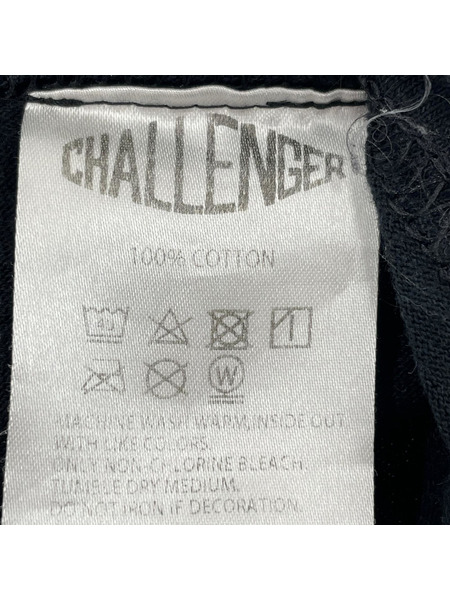 CHALLENGER
100% COTTON
40
W
MACHINE WASH WARM, INSIDE OUT
WITH LIKE COLORS.
ONLY NON-CHLORINE BLEACH.
TUMBLE DRY MEDIUM.
DO NOT IRON IF DECORATION.